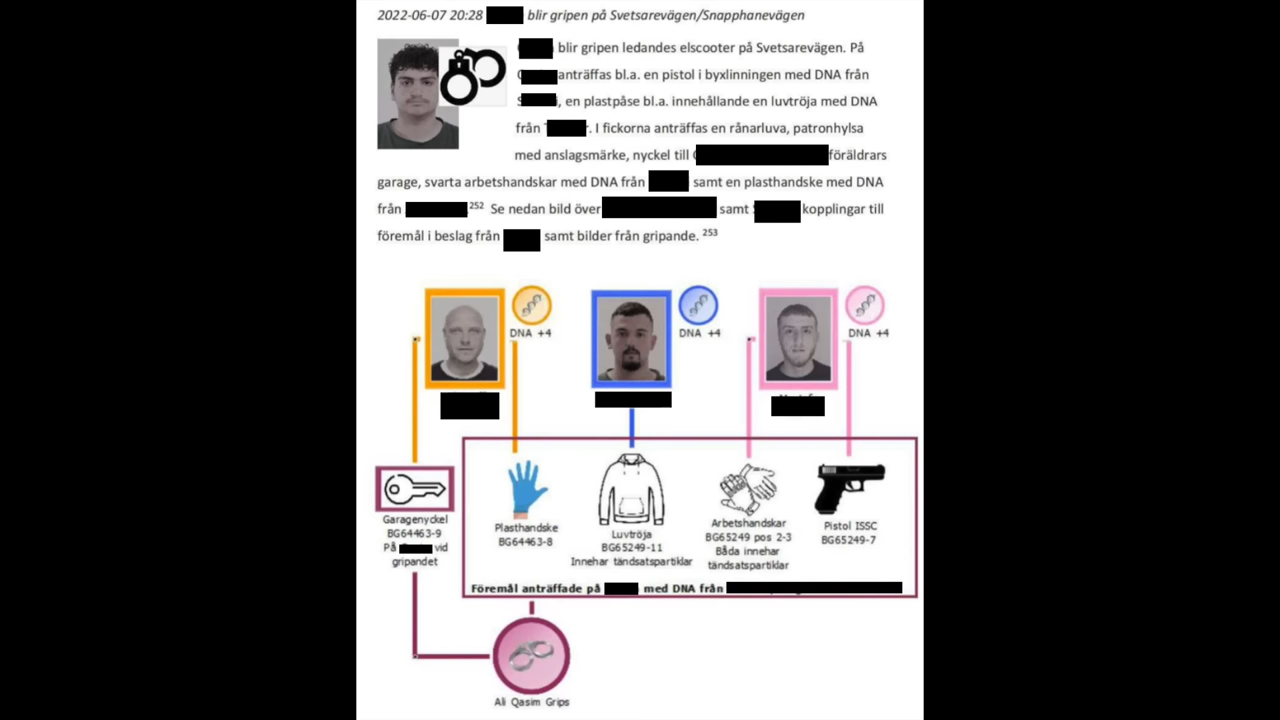 2022-06-07 20:28 blir gripen på Svetsarevägen/Snapphanevägen
blir gripen ledandes elscooter på Svetsarevägen. På
anträffas bl.a. en pistol i byxlinningen med DNA från
, en plastpåse bl.a. innehållande en luvtröja med DNA
från . I fickorna anträffas en rånarluva, patronhylsa
med anslagsmärke, nyckel till föräldrars
garage, svarta arbetshandskar med DNA från samt en plasthandske med DNA
från .252 Se nedan bild över samt kopplingar till
föremål i beslag från samt bilder från gripande. 253
DNA +4
DNA +4
DNA +4
Garagenyckel
BG64463-9
På vid
gripandet
Plasthandske
BG64463-8
Luvtröja
BG65249-11
Innehar tändsatspartiklar
Arbetshandskar
BG65249 pos 2-3
Båda innehar
tändsatspartiklar
Pistol ISSC
BG65249-7
Föremål anträffade på med DNA från
Ali Qasim Grips